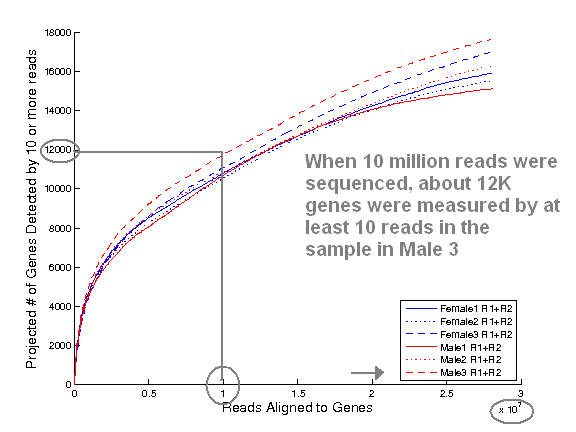 18000
16000
14000
12000
10000
8000
6000
4000
2000
0
Projected # of Genes Detected by 10 or more reads
When 10 million reads were
sequenced, about 12K
genes were measured by at
least 10 reads in the
sample in Male 3
Female1 R1+R2
Female2 R1+R2
Female3 R1+R2
Male1 R1+R2
Male2 R1+R2
Male3 R1+R2
0 0.5 1 1.5 2 2.5 3
Reads Aligned to Genes
x 10^7